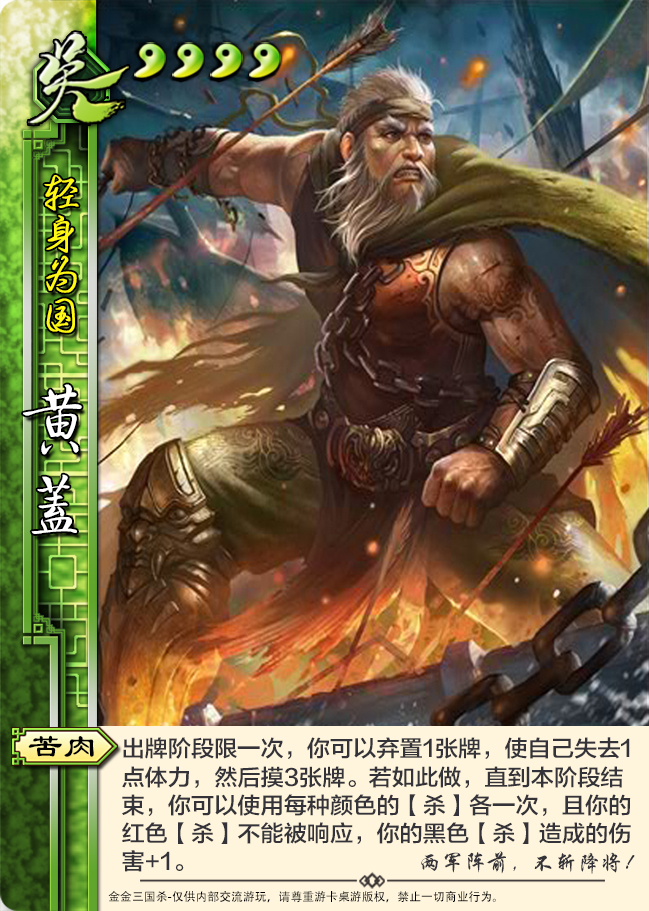 吴
轻身为国
黄蓋
苦肉
出牌阶段限一次，你可以弃置1张牌，使自己失去1
点体力，然后摸3张牌。若如此做，直到本阶段结
束，你可以使用每种颜色的【杀】各一次，且你的
红色【杀】不能被响应，你的黑色【杀】造成的伤
害+1。
两军阵前，不斩降将！
金金三国杀-仅供内部交流游玩，请尊重游卡桌游版权，禁止一切商业行为。